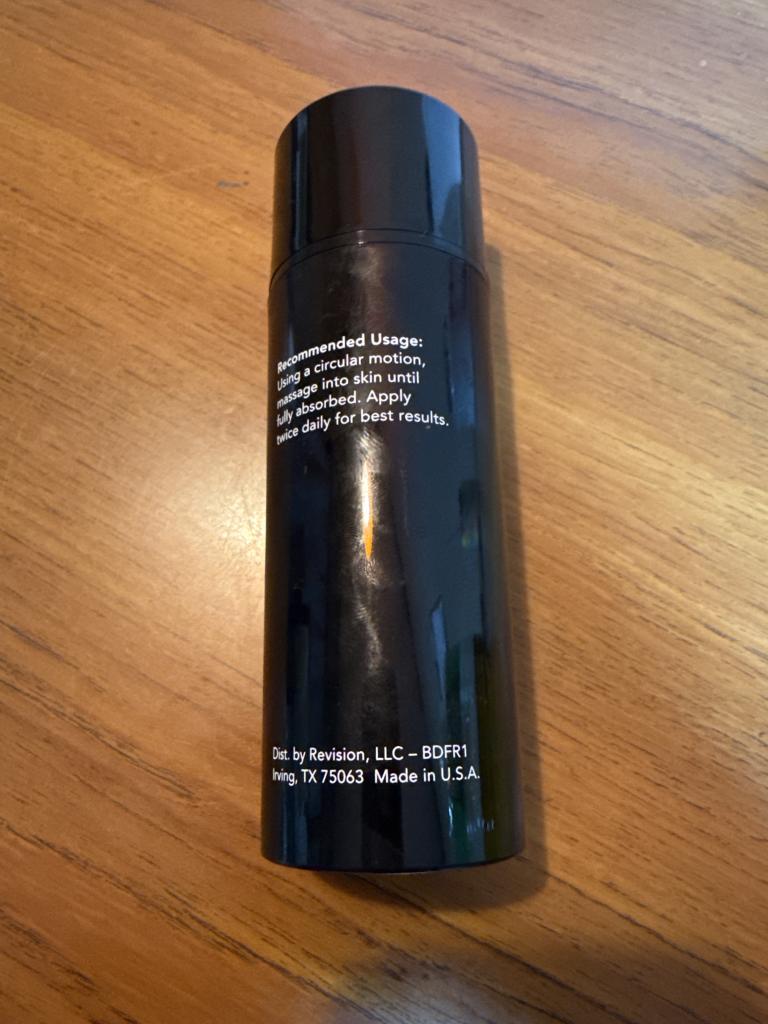 Recommended Usage:
Using a circular motion,
massage into skin until
fully absorbed. Apply
twice daily for best results.
Dist. by Revision, LLC – BDFR1
Irving, TX 75063 Made in U.S.A.